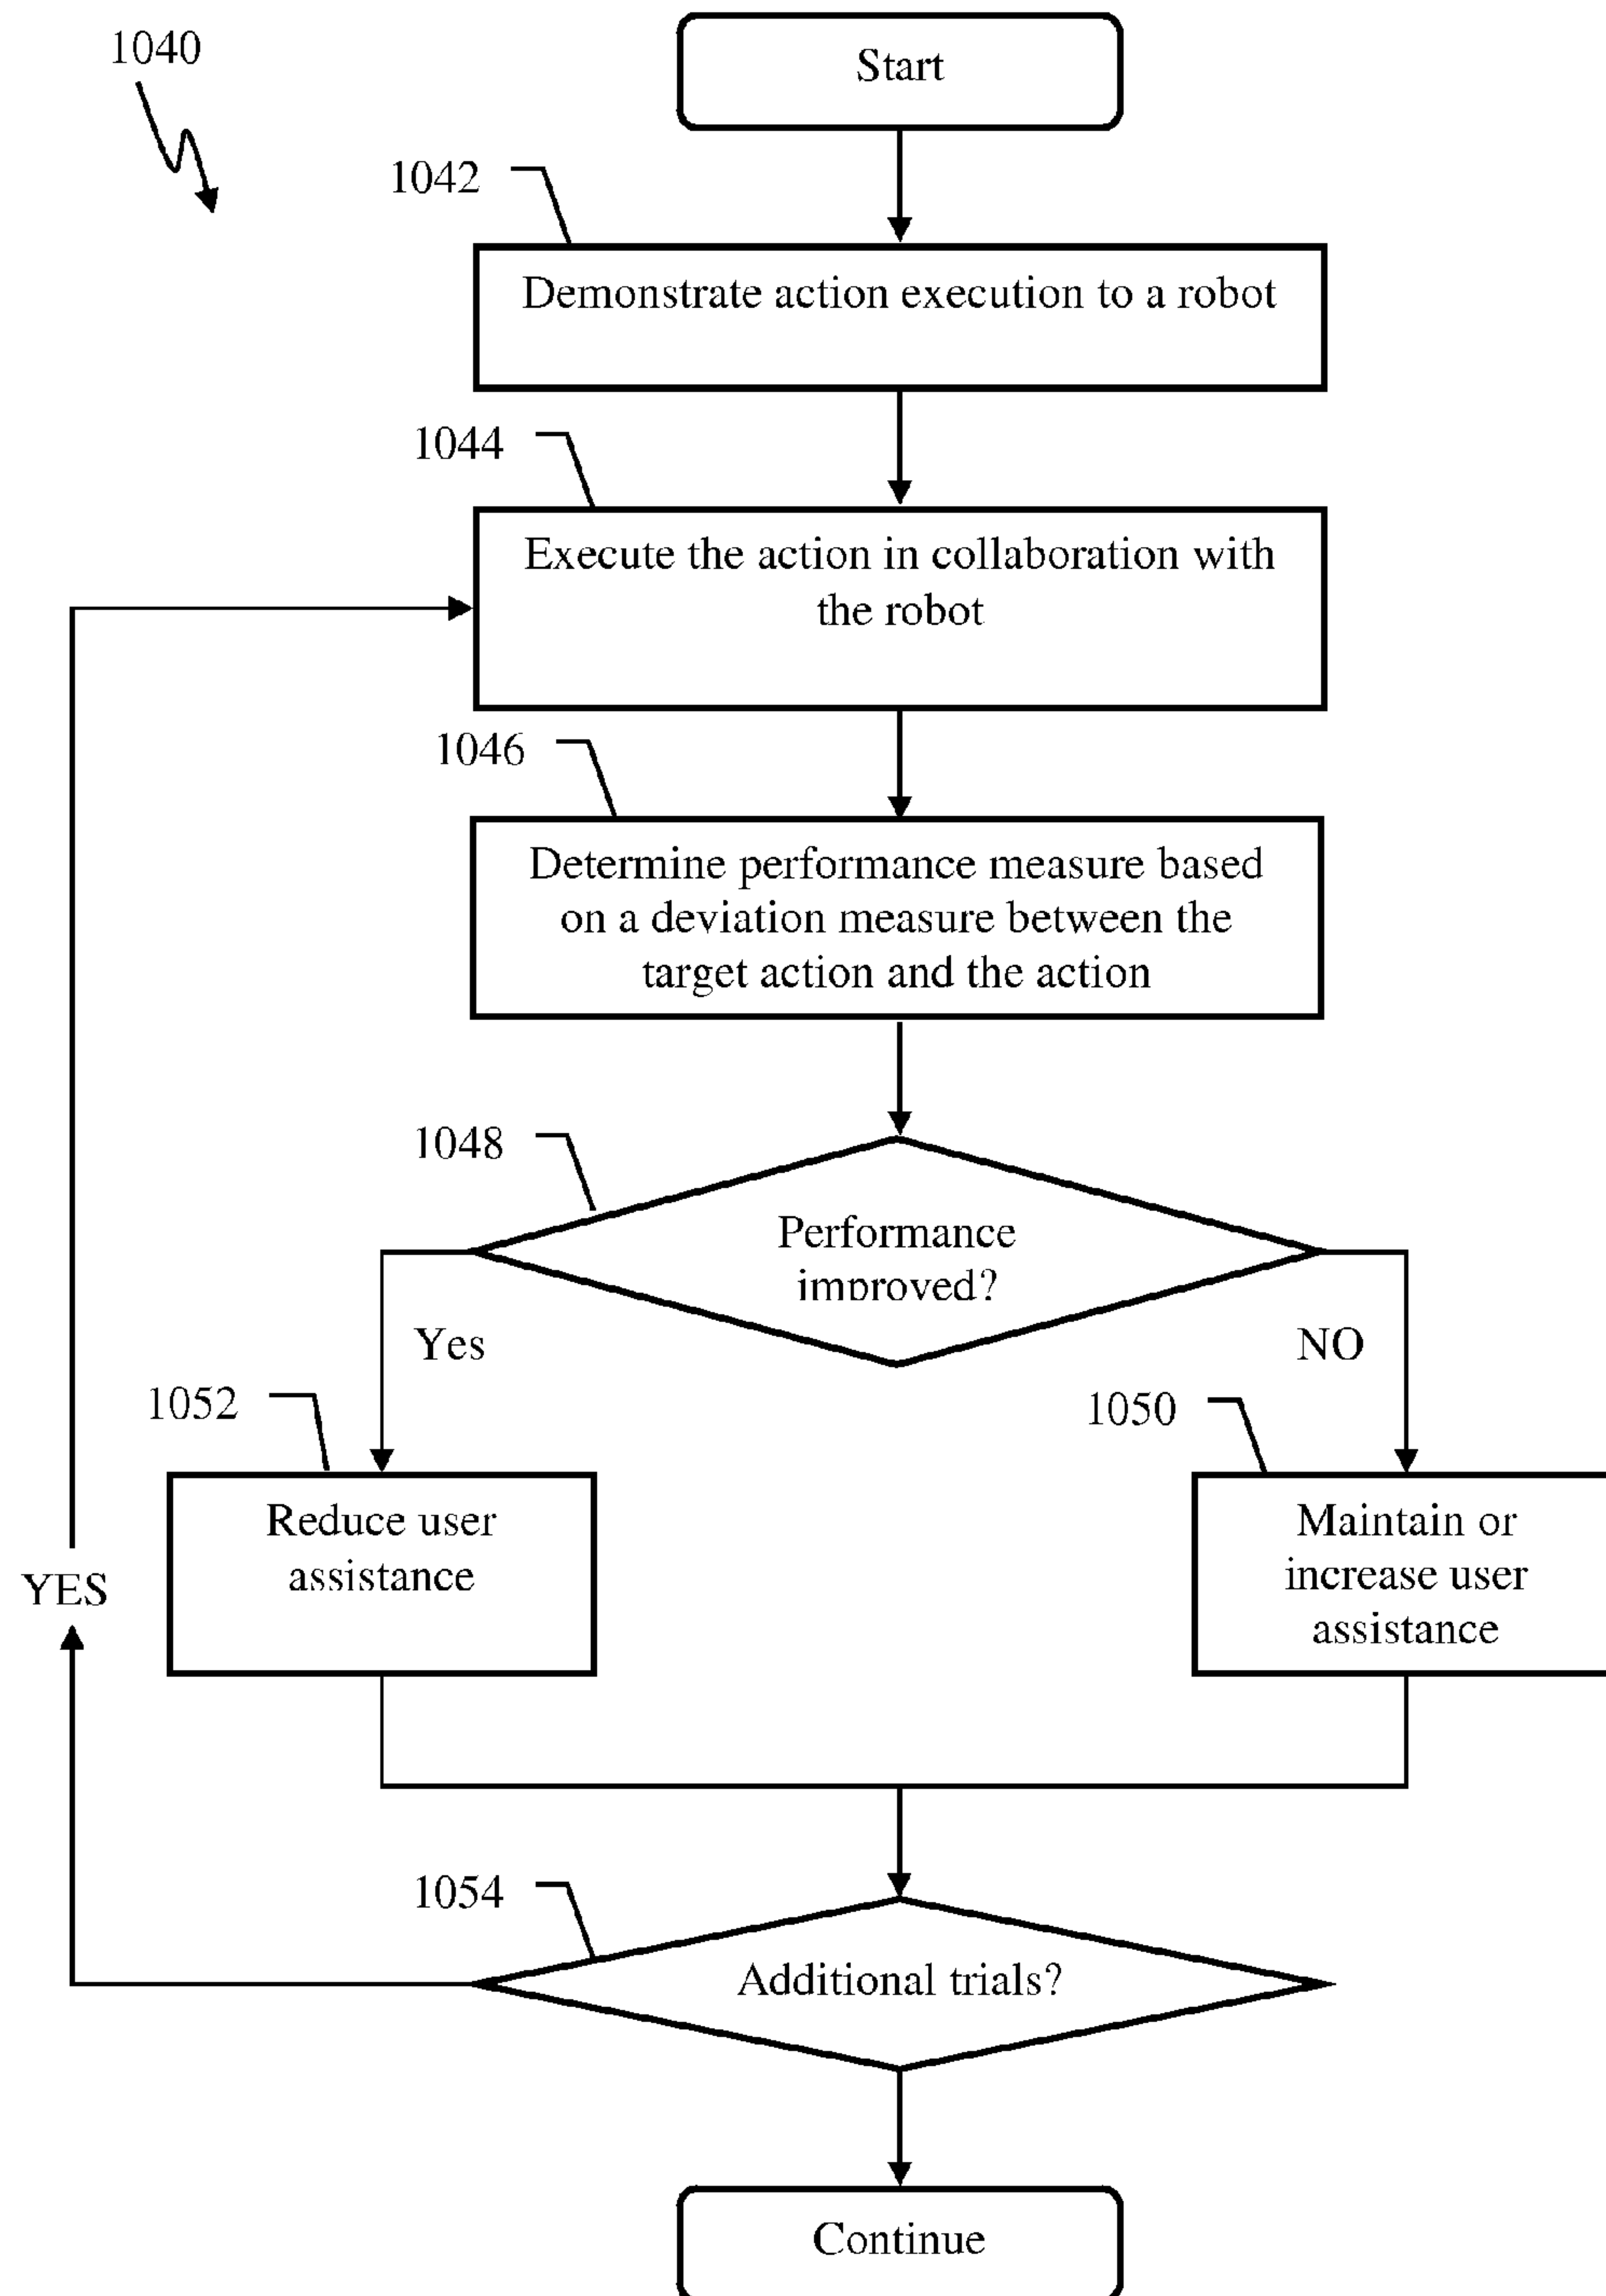 1040
Start
1042
Demonstrate action execution to a robot
1044
Execute the action in collaboration with
the robot
1046
Determine performance measure based
on a deviation measure between the
target action and the action
1048
Performance
improved?
Yes
NO
1052
1050
Reduce user
assistance
Maintain or
increase user
assistance
YES
1054
Additional trials?
Continue